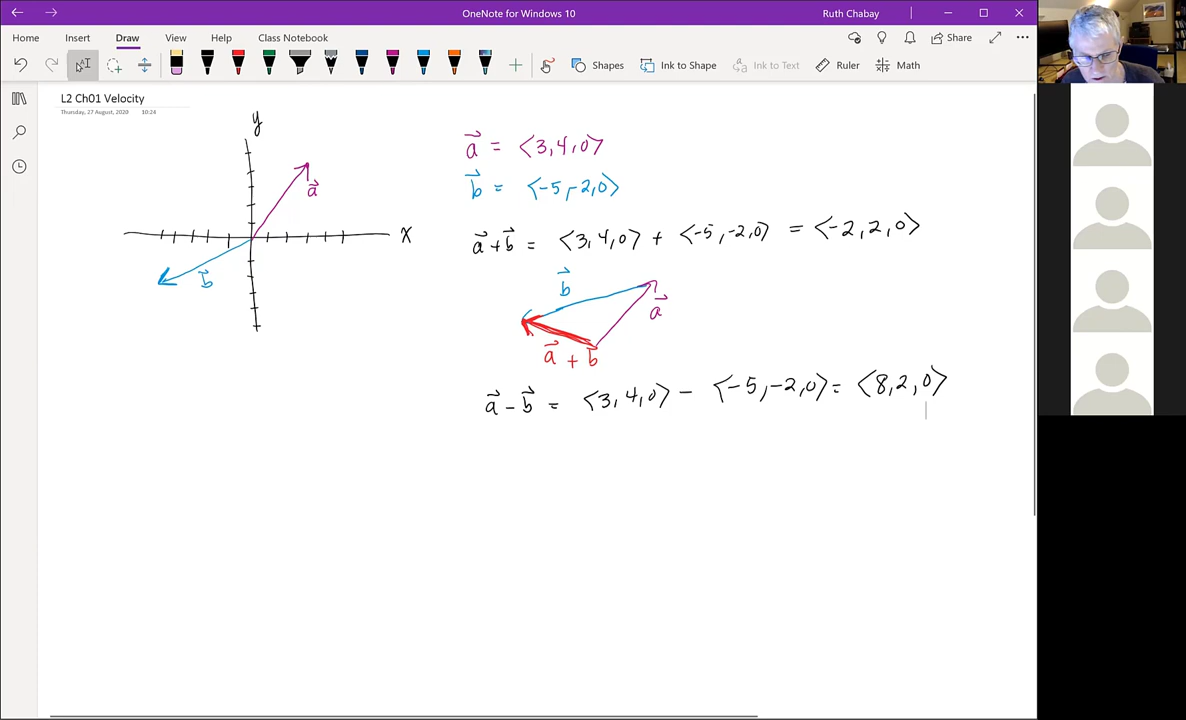 OneNote for Windows 10
Ruth Chabay
Home Insert Draw View Help Class Notebook
Share
Shapes Ink to Shape Ink to Text Ruler Math
L2 Ch01 Velocity
Thursday, 27 August, 2020 10:24
y
x
a⃗
b⃗
a⃗ = <3,4,0>
b⃗ = <-5,-2,0>
a⃗+b⃗ = <3,4,0> + <-5,-2,0> = <-2,2,0>
b⃗
a⃗
a⃗ + b⃗
a⃗-b⃗ = <3,4,0> - <-5,-2,0> = <8,2,0>